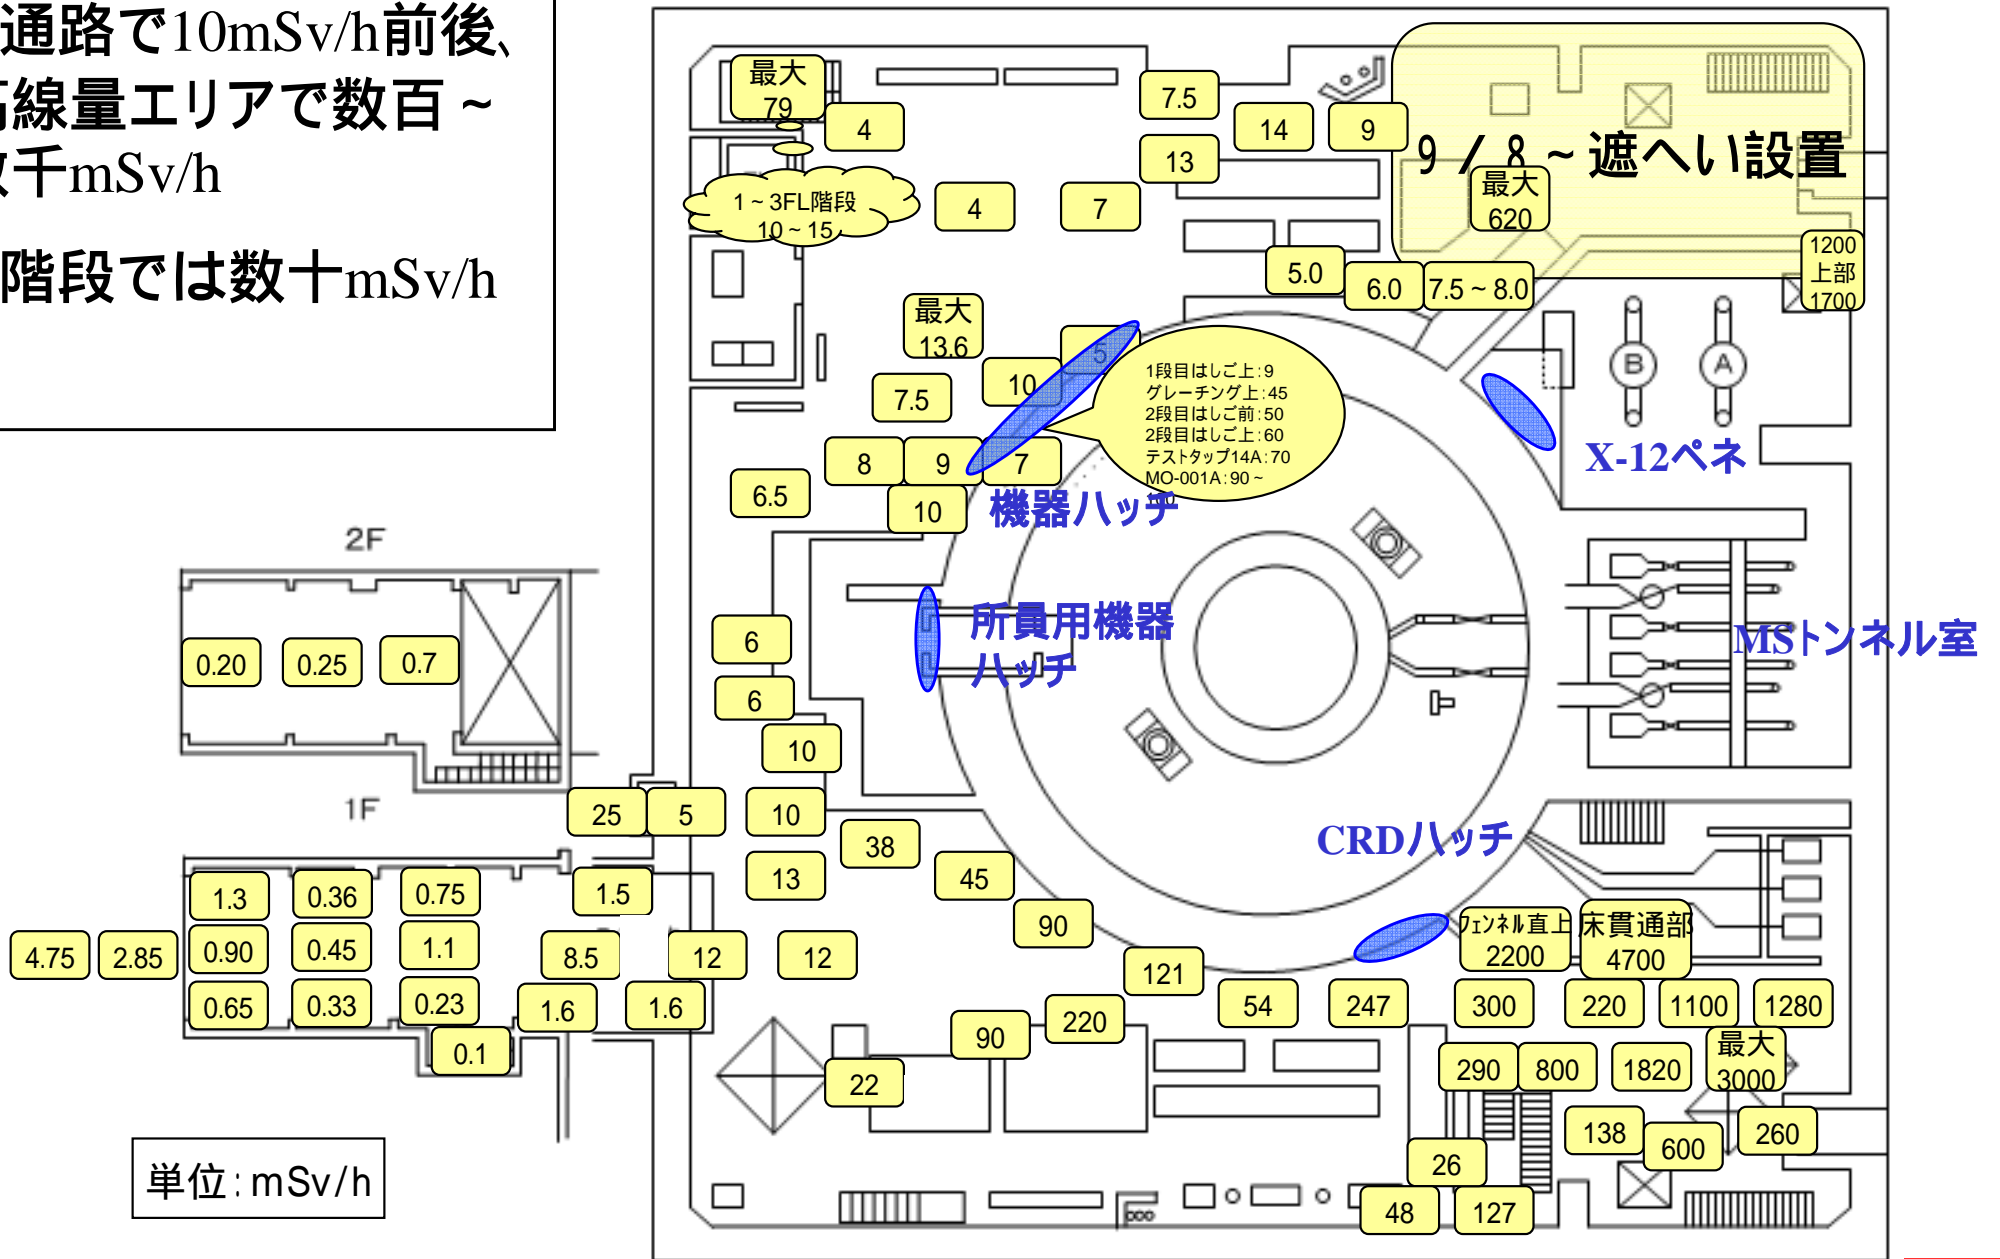 通路で10mSv/h前後、
線量エリアで数百~
千mSv/h
階段では数十mSv/h
最大
79
4
7.5
14
9
13
9/8~遮へい設置
最大
620
1~3FL階段
10~15
4
7
5.0
6.0
7.5~8.0
1200
上部
1700
最大
13.6
5
10
7.5
1段目はしご上:9
グレーチング上:45
2段目はしご前:50
2段目はしご上:60
テストタップ14A:70
MO-001A:90~
B
A
X-12ペネ
8
9
7
6.5
10
機器ハッチ
2F
0.20
0.25
0.7
6
所員用機器
ハッチ
MSトンネル室
6
10
1F
25
5
10
38
CRDハッチ
13
45
1.3
0.36
0.75
1.5
90
フェンネル直上
2200
床貫通部
4700
4.75
2.85
0.90
0.45
1.1
8.5
12
12
121
0.65
0.33
0.23
1.6
1.6
54
247
300
220
1100
1280
0.1
90
220
22
290
800
1820
最大
3000
138
600
260
単位:mSv/h
26
48
127